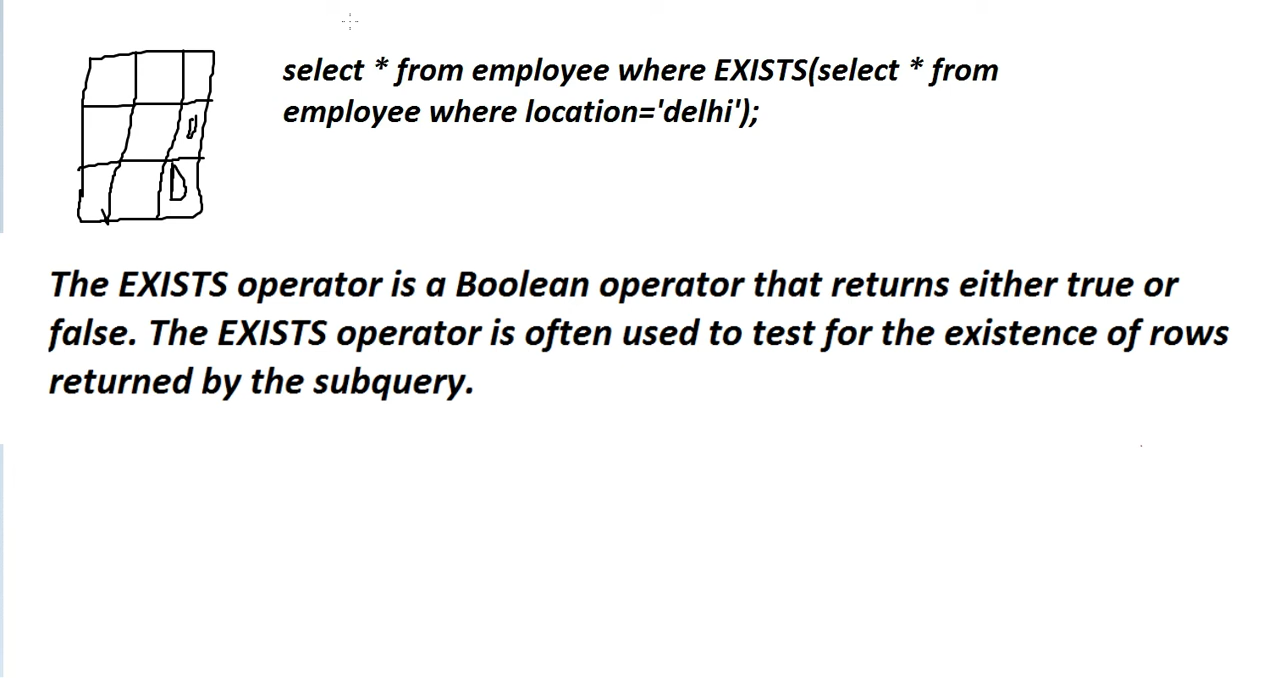 select * from employee where EXISTS(select * from
employee where location='delhi');
D
The EXISTS operator is a Boolean operator that returns either true or
false. The EXISTS operator is often used to test for the existence of rows
returned by the subquery.